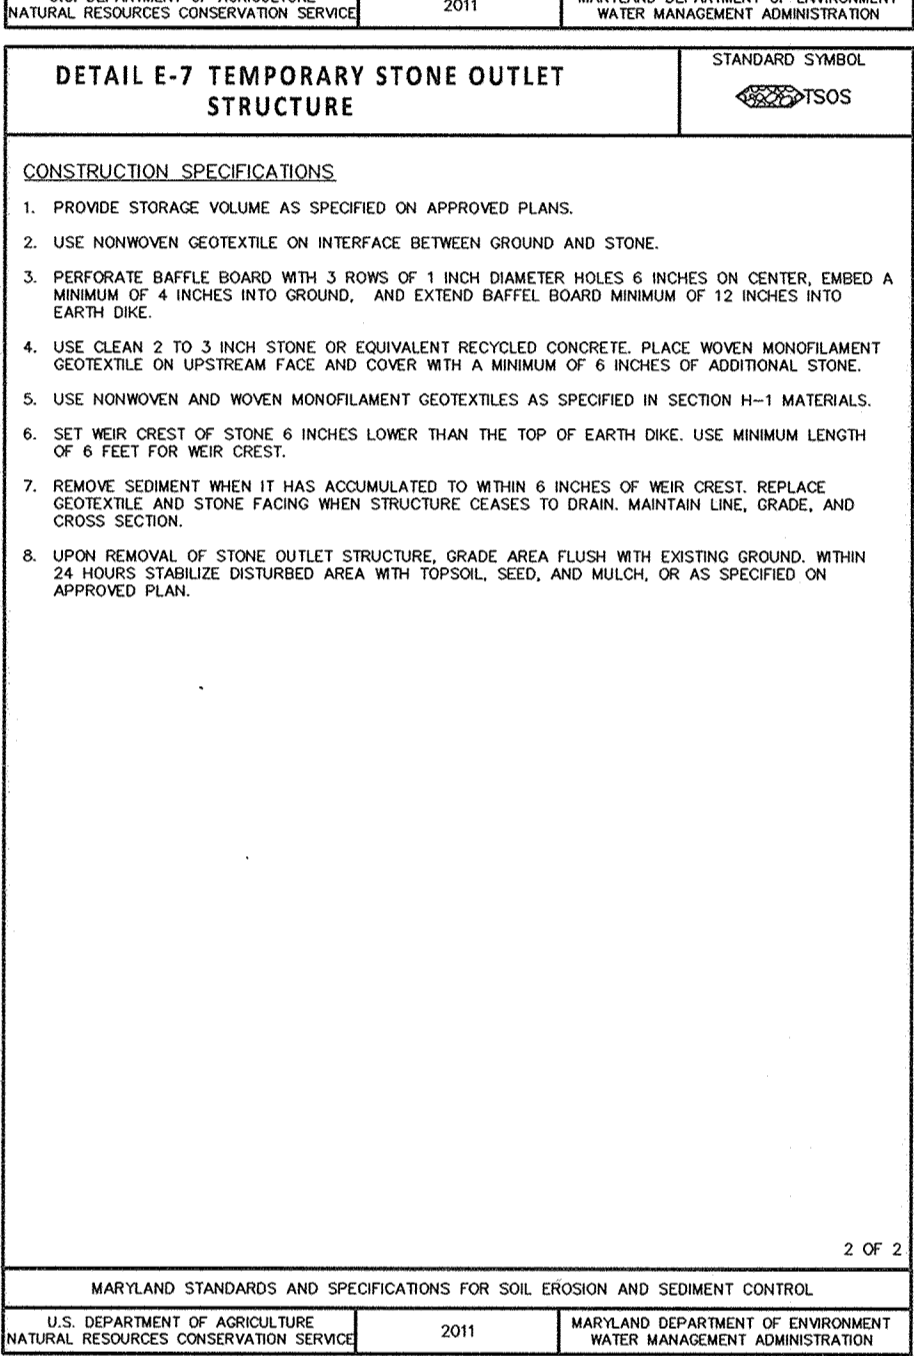 NATURAL RESOURCES CONSERVATION SERVICE
2011
WATER MANAGEMENT ADMINISTRATION
DETAIL E-7 TEMPORARY STONE OUTLET
STRUCTURE
STANDARD SYMBOL
TSOS
CONSTRUCTION SPECIFICATIONS
1. PROVIDE STORAGE VOLUME AS SPECIFIED ON APPROVED PLANS.
2. USE NONWOVEN GEOTEXTILE ON INTERFACE BETWEEN GROUND AND STONE.
3. PERFORATE BAFFLE BOARD WITH 3 ROWS OF 1 INCH DIAMETER HOLES 6 INCHES ON CENTER, EMBED A
MINIMUM OF 4 INCHES INTO GROUND, AND EXTEND BAFFEL BOARD MINIMUM OF 12 INCHES INTO
EARTH DIKE.
4. USE CLEAN 2 TO 3 INCH STONE OR EQUIVALENT RECYCLED CONCRETE. PLACE WOVEN MONOFILAMENT
GEOTEXTILE ON UPSTREAM FACE AND COVER WITH A MINIMUM OF 6 INCHES OF ADDITIONAL STONE.
5. USE NONWOVEN AND WOVEN MONOFILAMENT GEOTEXTILES AS SPECIFIED IN SECTION H-1 MATERIALS.
6. SET WEIR CREST OF STONE 6 INCHES LOWER THAN THE TOP OF EARTH DIKE. USE MINIMUM LENGTH
OF 6 FEET FOR WEIR CREST.
7. REMOVE SEDIMENT WHEN IT HAS ACCUMULATED TO WITHIN 6 INCHES OF WEIR CREST. REPLACE
GEOTEXTILE AND STONE FACING WHEN STRUCTURE CEASES TO DRAIN. MAINTAIN LINE, GRADE, AND
CROSS SECTION.
8. UPON REMOVAL OF STONE OUTLET STRUCTURE, GRADE AREA FLUSH WITH EXISTING GROUND. WITHIN
24 HOURS STABILIZE DISTURBED AREA WITH TOPSOIL, SEED, AND MULCH, OR AS SPECIFIED ON
APPROVED PLAN.
2 OF 2
MARYLAND STANDARDS AND SPECIFICATIONS FOR SOIL EROSION AND SEDIMENT CONTROL
U.S. DEPARTMENT OF AGRICULTURE
NATURAL RESOURCES CONSERVATION SERVICE
2011
MARYLAND DEPARTMENT OF ENVIRONMENT
WATER MANAGEMENT ADMINISTRATION